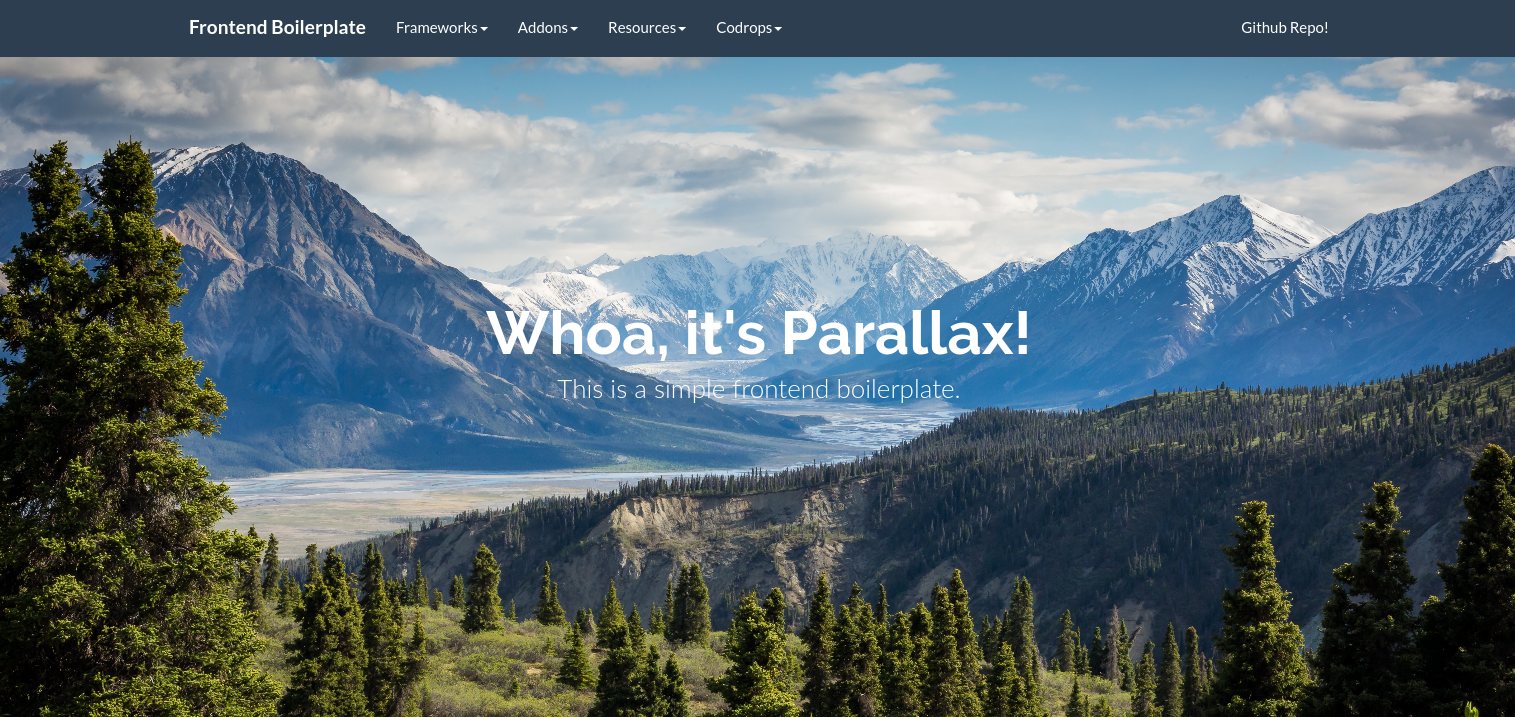 Frontend Boilerplate Frameworks Addons Resources Codrops Github Repo!
Whoa, it's Parallax!
This is a simple frontend boilerplate.